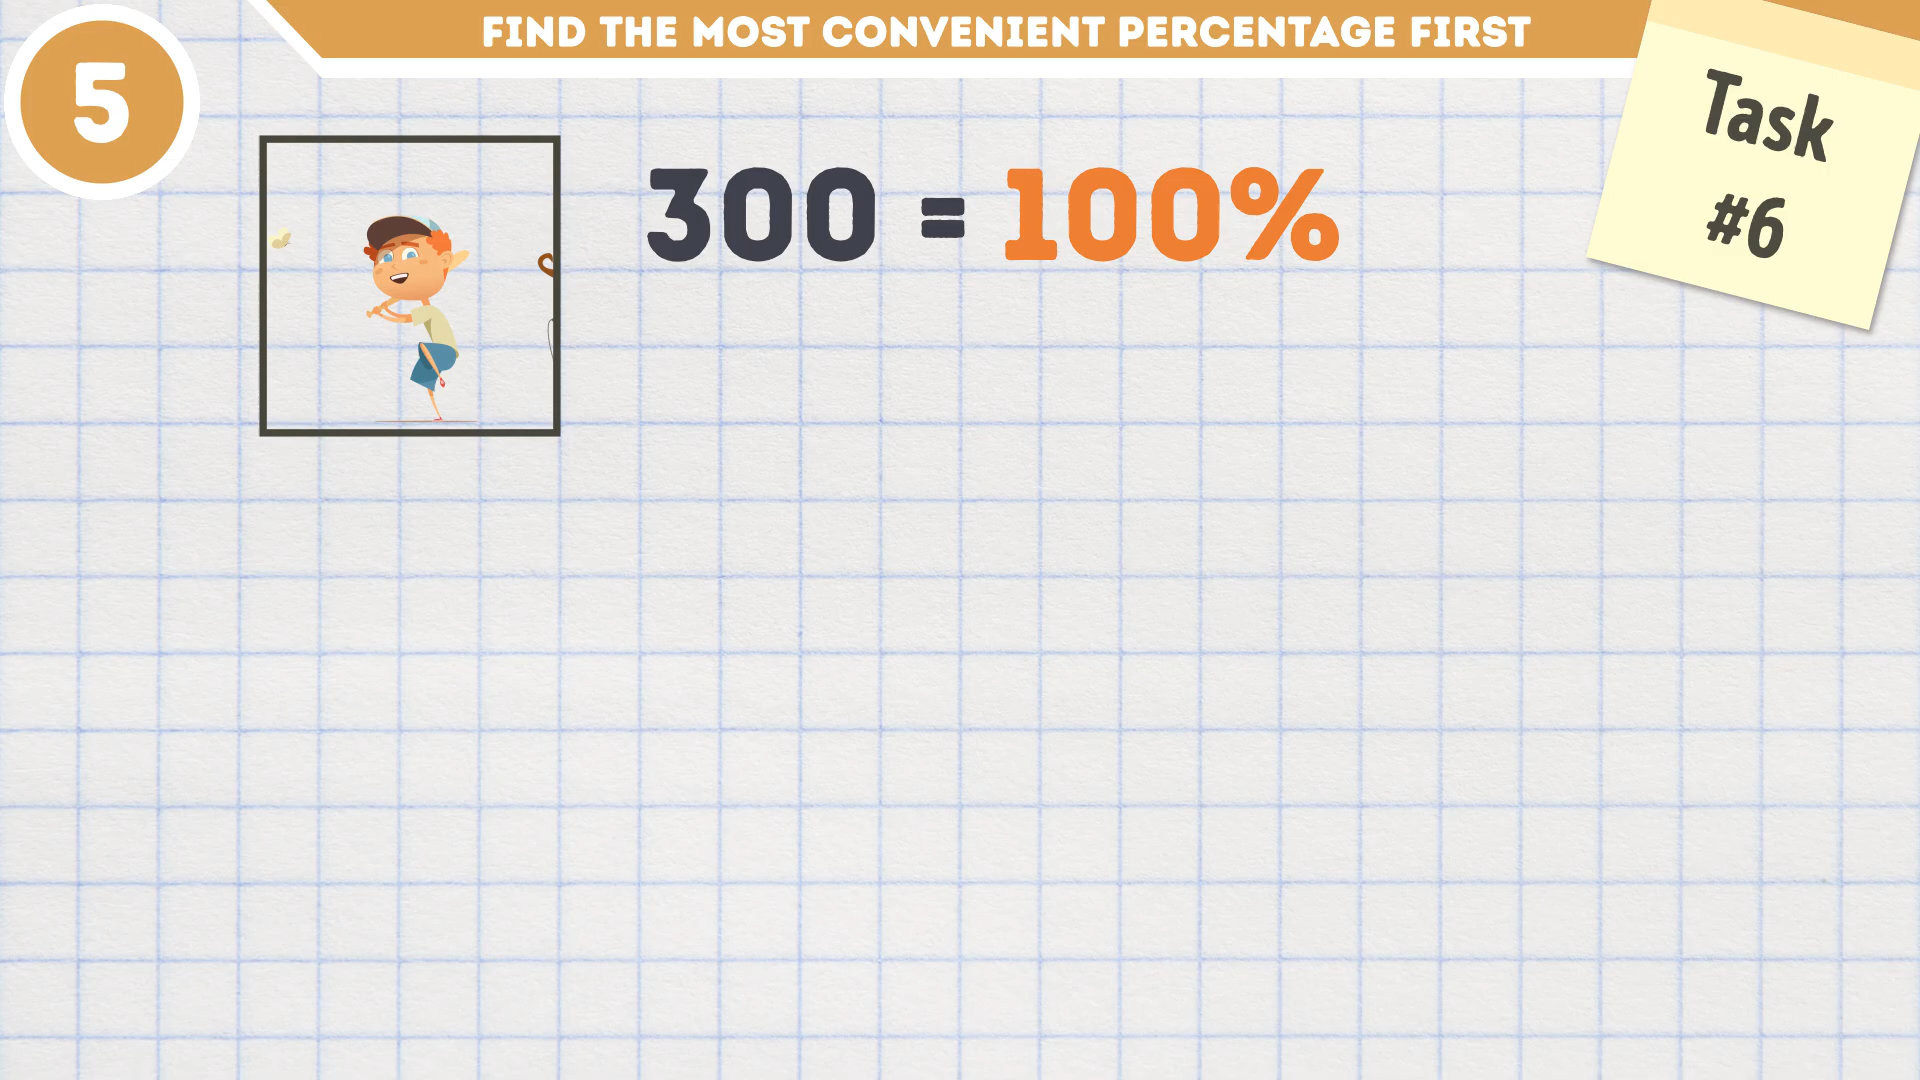 5
FIND THE MOST CONVENIENT PERCENTAGE FIRST
Task
#6
300 = 100%